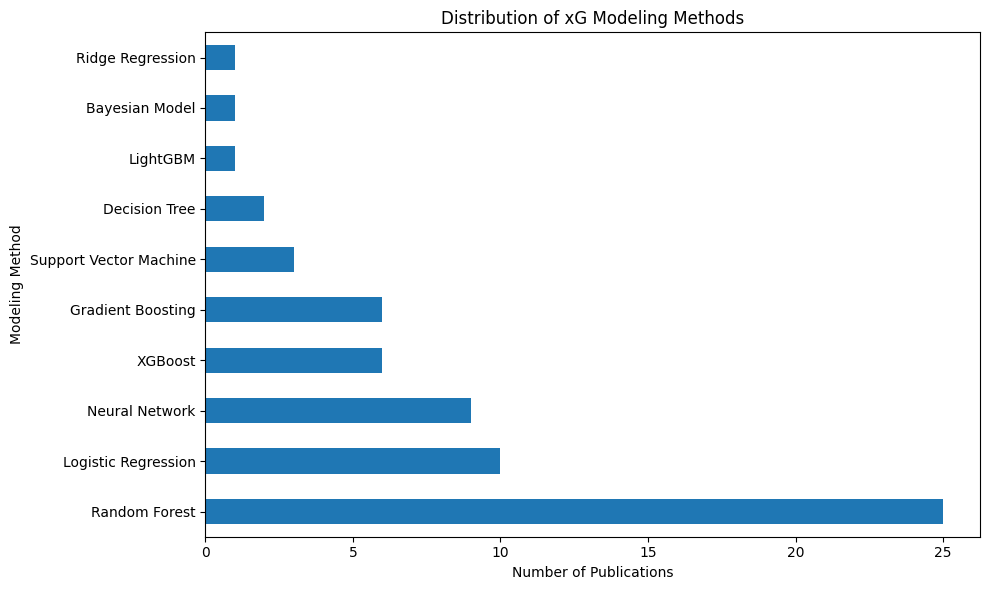 Distribution of xG Modeling Methods
Modeling Method
Ridge Regression
Bayesian Model
LightGBM
Decision Tree
Support Vector Machine
Gradient Boosting
XGBoost
Neural Network
Logistic Regression
Random Forest
0 5 10 15 20 25
Number of Publications